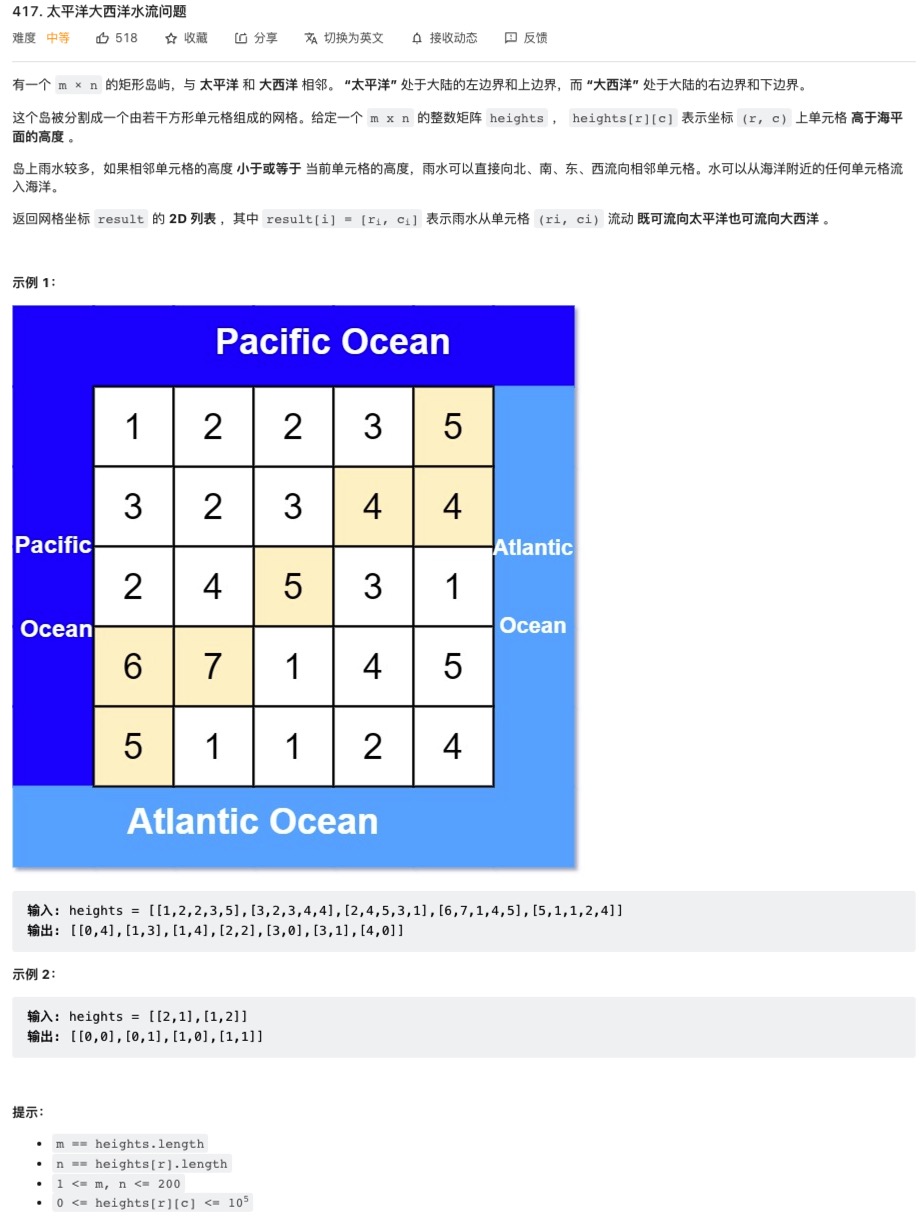 417. 太平洋大西洋水流问题
难度 中等 518 收藏 分享 切换为英文 接收动态 反馈
有一个 m × n 的矩形岛屿，与 太平洋 和 大西洋 相邻。 “太平洋” 处于大陆的左边界和上边界，而 “大西洋” 处于大陆的右边界和下边界。
这个岛被分割成一个由若干方形单元格组成的网格。给定一个 m x n 的整数矩阵 heights ， heights[r][c] 表示坐标 (r, c) 上单元格 高于海平
面的高度 。
岛上雨水较多，如果相邻单元格的高度 小于或等于 当前单元格的高度，雨水可以直接向北、南、东、西流向相邻单元格。水可以从海洋附近的任何单元格流
入海洋。
返回网格坐标 result 的 2D 列表 ，其中 result[i] = [rᵢ, cᵢ] 表示雨水从单元格 (ri, ci) 流动 既可流向太平洋也可流向大西洋 。
示例 1：
Pacific Ocean
1 2 2 3 5
3 2 3 4 4
Pacific Atlantic
2 4 5 3 1
Ocean Ocean
6 7 1 4 5
5 1 1 2 4
Atlantic Ocean
输入: heights = [[1,2,2,3,5],[3,2,3,4,4],[2,4,5,3,1],[6,7,1,4,5],[5,1,1,2,4]]
输出: [[0,4],[1,3],[1,4],[2,2],[3,0],[3,1],[4,0]]
示例 2：
输入: heights = [[2,1],[1,2]]
输出: [[0,0],[0,1],[1,0],[1,1]]
提示：
• m == heights.length
• n == heights[r].length
• 1 <= m, n <= 200
• 0 <= heights[r][c] <= 10⁵